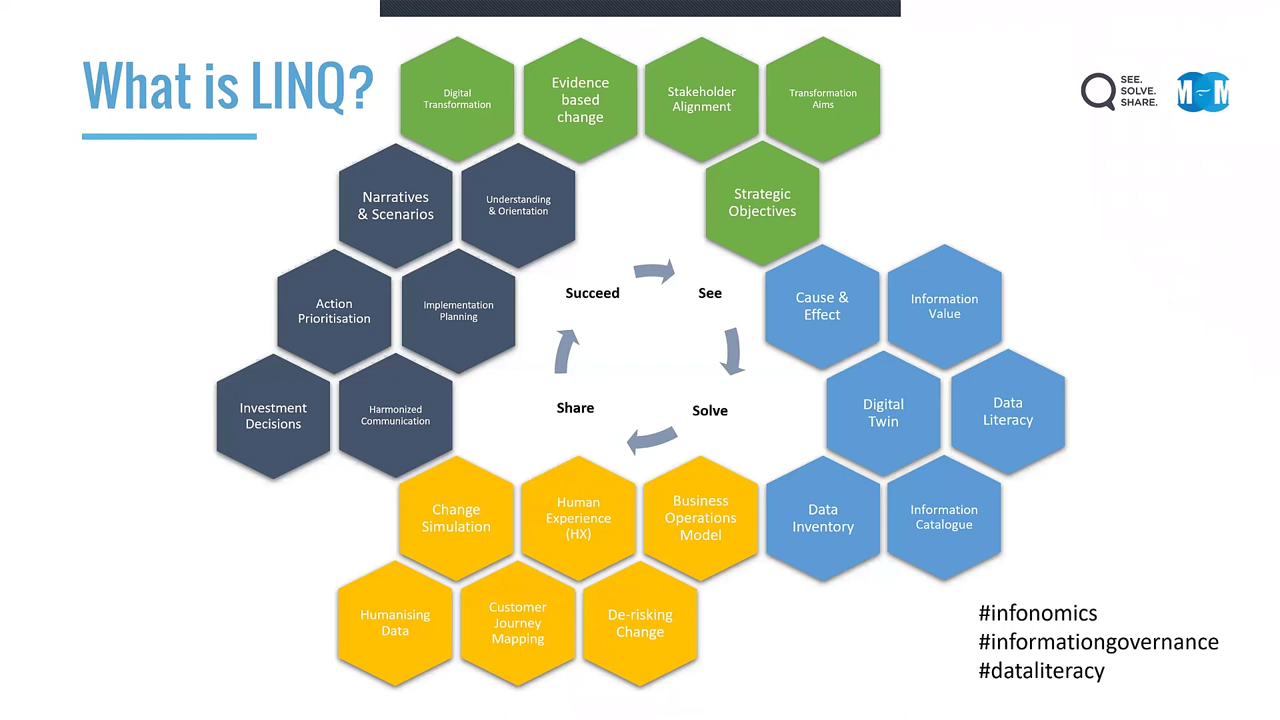 What is LINQ?
Digital
Transformation
Evidence
based
change
Stakeholder
Alignment
Transformation
Aims
SEE.
SOLVE.
SHARE.
M M
Narratives
& Scenarios
Understanding
& Orientation
Strategic
Objectives
Action
Prioritisation
Implementation
Planning
Succeed
See
Cause &
Effect
Information
Value
Investment
Decisions
Harmonized
Communication
Share
Solve
Digital
Twin
Data
Literacy
Change
Simulation
Human
Experience
(HX)
Business
Operations
Model
Data
Inventory
Information
Catalogue
Humanising
Data
Customer
Journey
Mapping
De-risking
Change
#infonomics
#informationgovernance
#dataliteracy